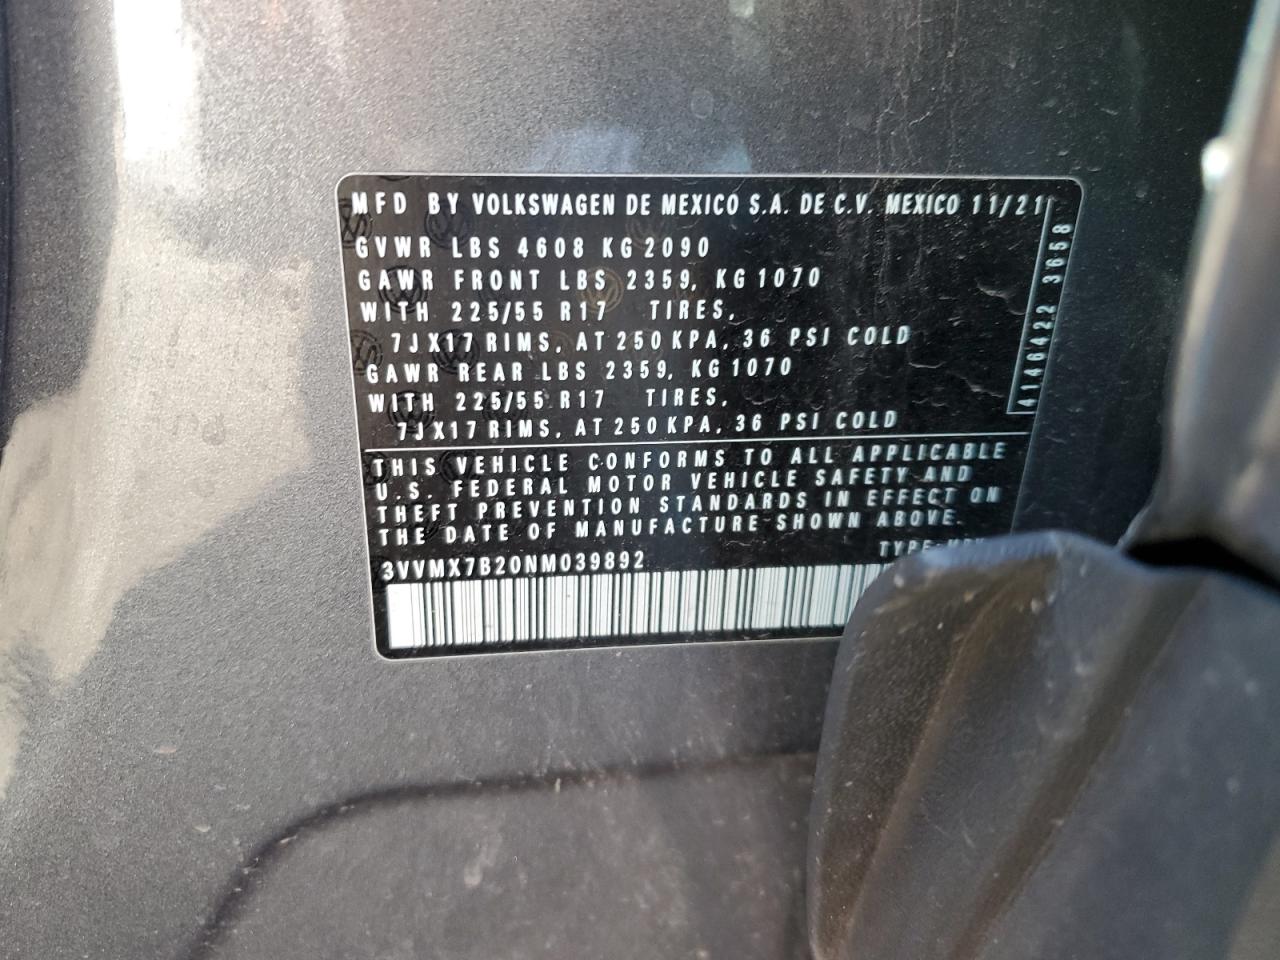 MFD BY VOLKSWAGEN DE MEXICO S.A. DE C.V. MEXICO 11/21
GVWR LBS 4608 KG 2090
GAWR FRONT LBS 2359, KG 1070
WITH 225/55 R17 TIRES,
7JX17 RIMS, AT 250 KPA, 36 PSI COLD
GAWR REAR LBS 2359, KG 1070
WITH 225/55 R17 TIRES,
7JX17 RIMS, AT 250 KPA, 36 PSI COLD
4146422 3658
THIS VEHICLE CONFORMS TO ALL APPLICABLE
U.S. FEDERAL MOTOR VEHICLE SAFETY AND
THEFT PREVENTION STANDARDS IN EFFECT ON
THE DATE OF MANUFACTURE SHOWN ABOVE.
TYPE
3VVMX7B20NM039892